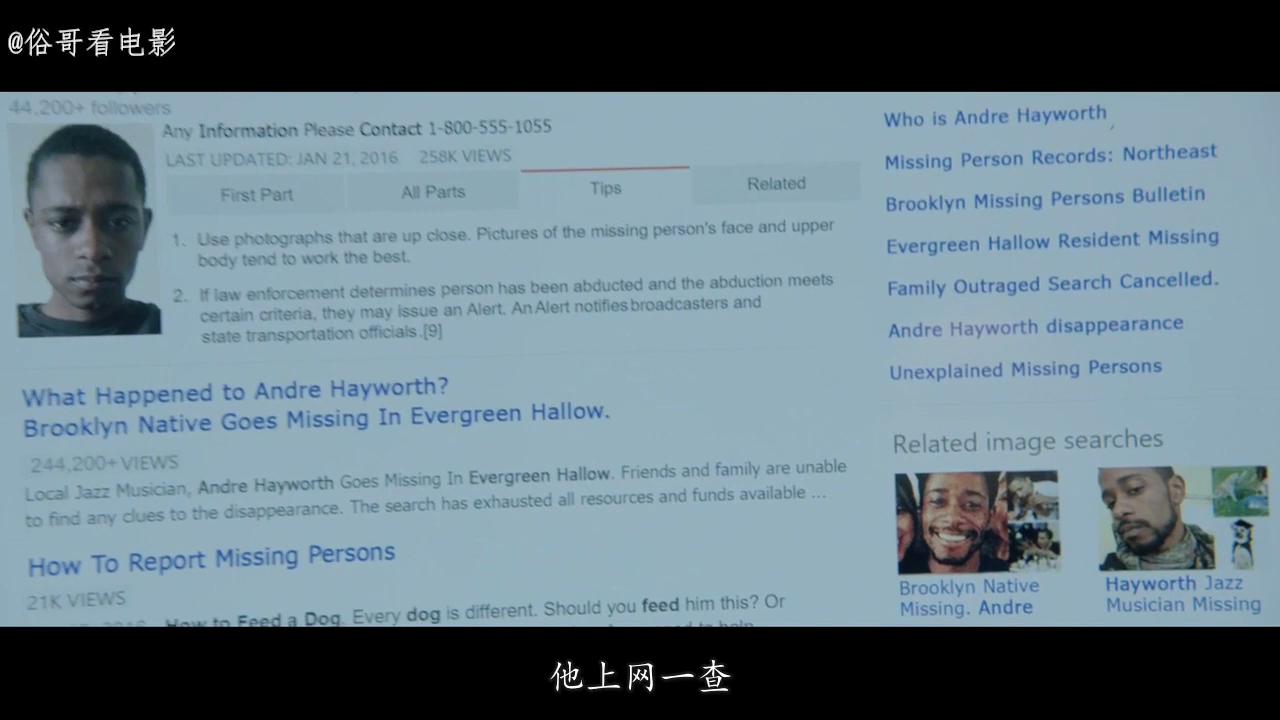 @俗哥看电影
44,200+ followers
Any Information Please Contact 1-800-555-1055
LAST UPDATED: JAN 21, 2016 258K VIEWS
First Part
All Parts
Tips
Related
1. Use photographs that are up close. Pictures of the missing person's face and upper
body tend to work the best.
2. If law enforcement determines person has been abducted and the abduction meets
certain criteria, they may issue an Alert. An Alert notifies broadcasters and
state transportation officials.[9]
What Happened to Andre Hayworth?
Brooklyn Native Goes Missing In Evergreen Hallow.
244,200+ VIEWS
Local Jazz Musician, Andre Hayworth Goes Missing In Evergreen Hallow. Friends and family are unable
to find any clues to the disappearance. The search has exhausted all resources and funds available ...
How To Report Missing Persons
21K VIEWS
How to Feed a Dog. Every dog is different. Should you feed him this? Or
Who is Andre Hayworth
Missing Person Records: Northeast
Brooklyn Missing Persons Bulletin
Evergreen Hallow Resident Missing
Family Outraged Search Cancelled.
Andre Hayworth disappearance
Unexplained Missing Persons
Related image searches
Brooklyn Native
Missing. Andre
Hayworth Jazz
Musician Missing
他上网一查